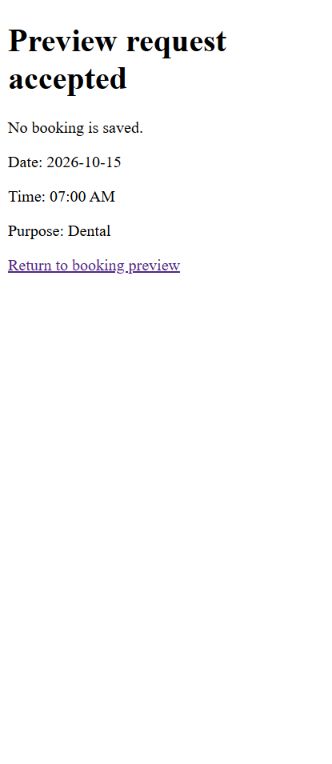 Preview request
accepted
No booking is saved.
Date: 2026-10-15
Time: 07:00 AM
Purpose: Dental
Return to booking preview